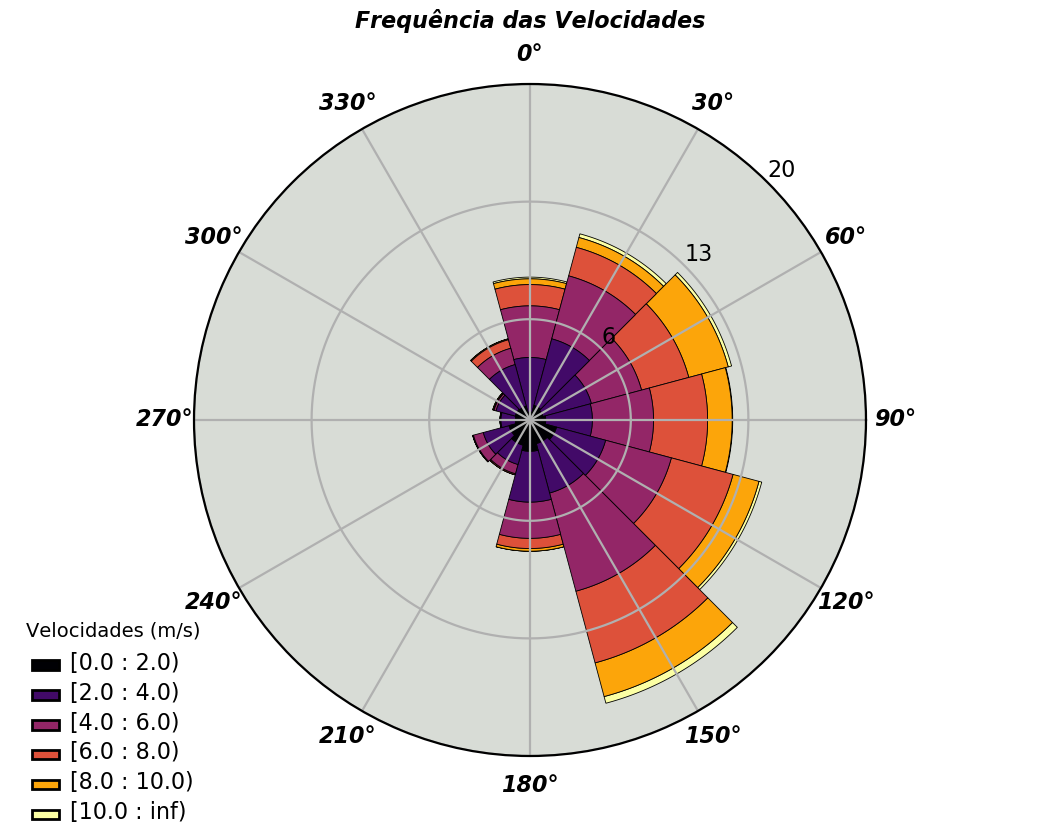 Frequência das Velocidades
0°
330°
30°
20
300°
60°
13
6
270°
90°
240°
120°
210°
150°
180°
Velocidades (m/s)
[0.0 : 2.0)
[2.0 : 4.0)
[4.0 : 6.0)
[6.0 : 8.0)
[8.0 : 10.0)
[10.0 : inf)